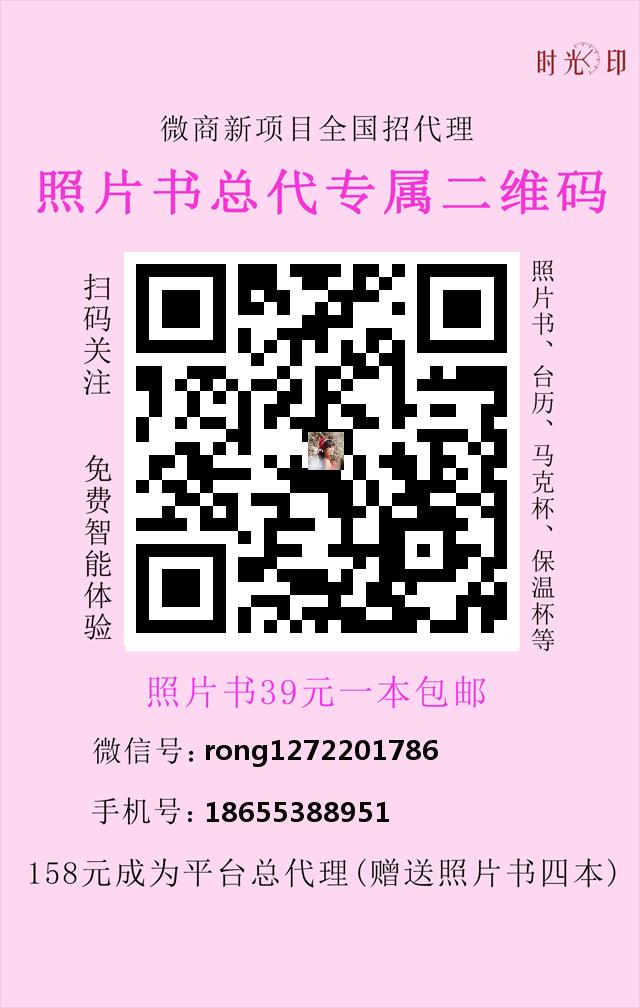 时光印
微商新项目全国招代理
照片书总代专属二维码
扫码关注
免费智能体验
照片书、台历、马克杯、保温杯等
照片书39元一本包邮
微信号:rong1272201786
手机号:18655388951
158元成为平台总代理(赠送照片书四本)